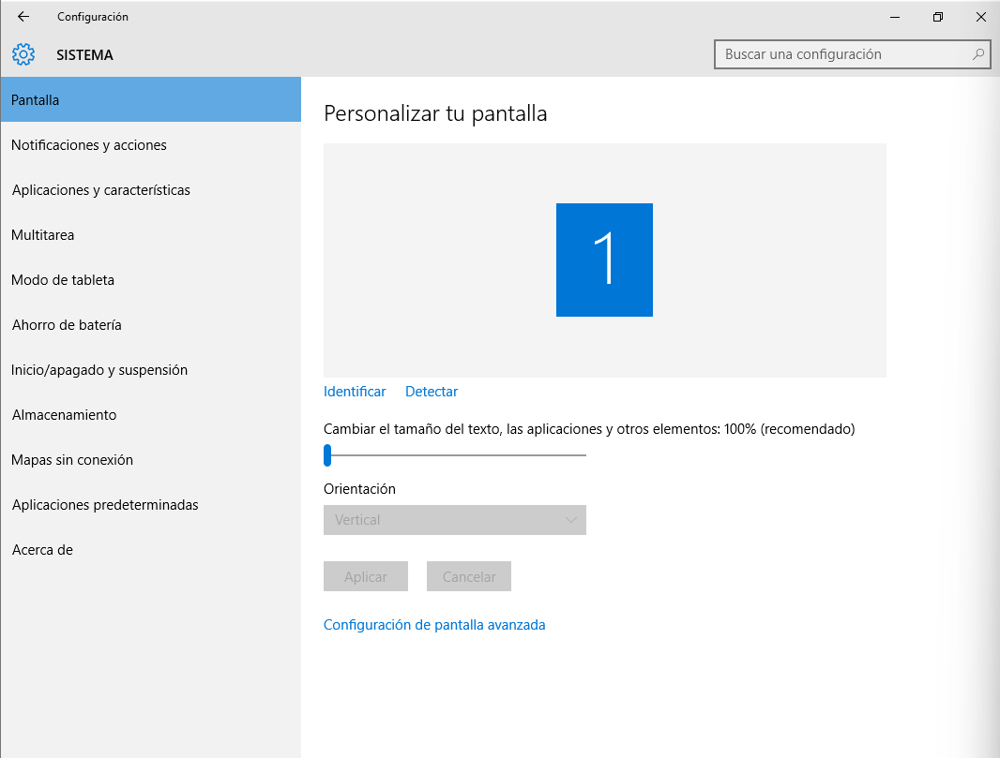 Configuración
SISTEMA
Buscar una configuración
Pantalla
Notificaciones y acciones
Aplicaciones y características
Multitarea
Modo de tableta
Ahorro de batería
Inicio/apagado y suspensión
Almacenamiento
Mapas sin conexión
Aplicaciones predeterminadas
Acerca de
Personalizar tu pantalla
1
Identificar Detectar
Cambiar el tamaño del texto, las aplicaciones y otros elementos: 100% (recomendado)
Orientación
Vertical
Aplicar Cancelar
Configuración de pantalla avanzada